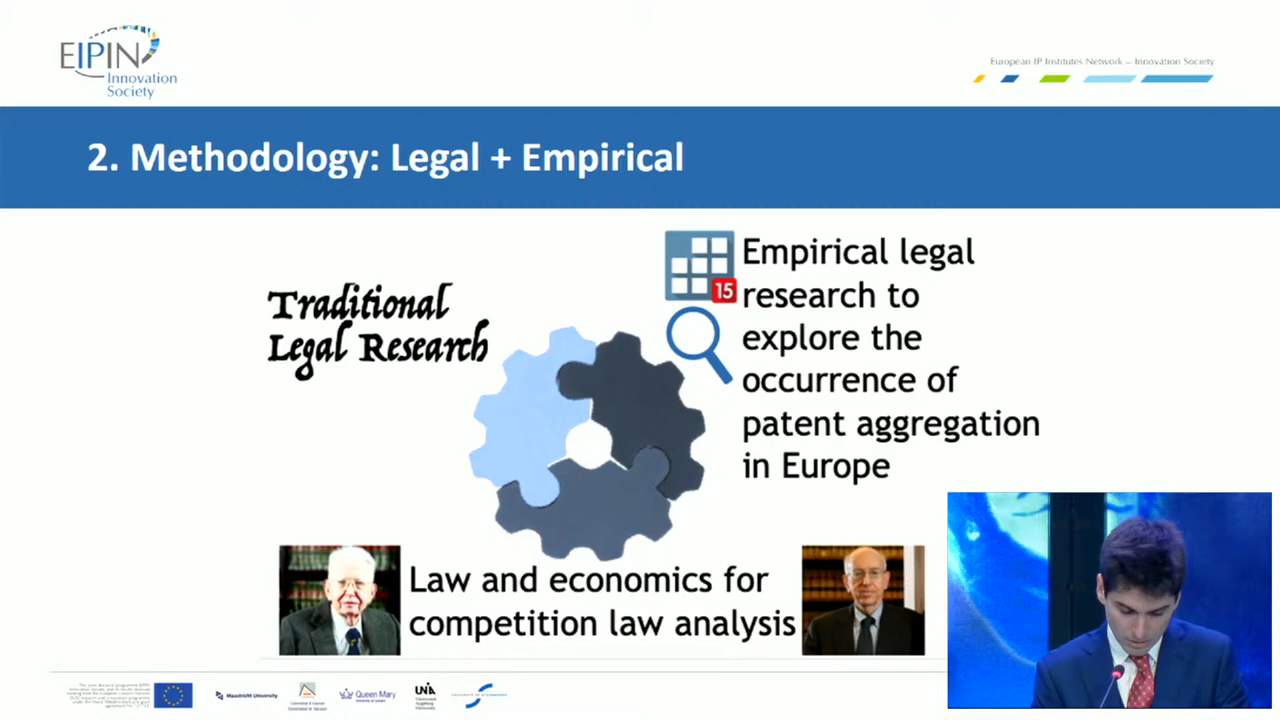 EIPIN
Innovation
Society
European IP Institutes Network – Innovation Society
2. Methodology: Legal + Empirical
Traditional
Legal Research
15
Empirical legal
research to
explore the
occurrence of
patent aggregation
in Europe
Law and economics for
competition law analysis
Maastricht University
Queen Mary
UNIA